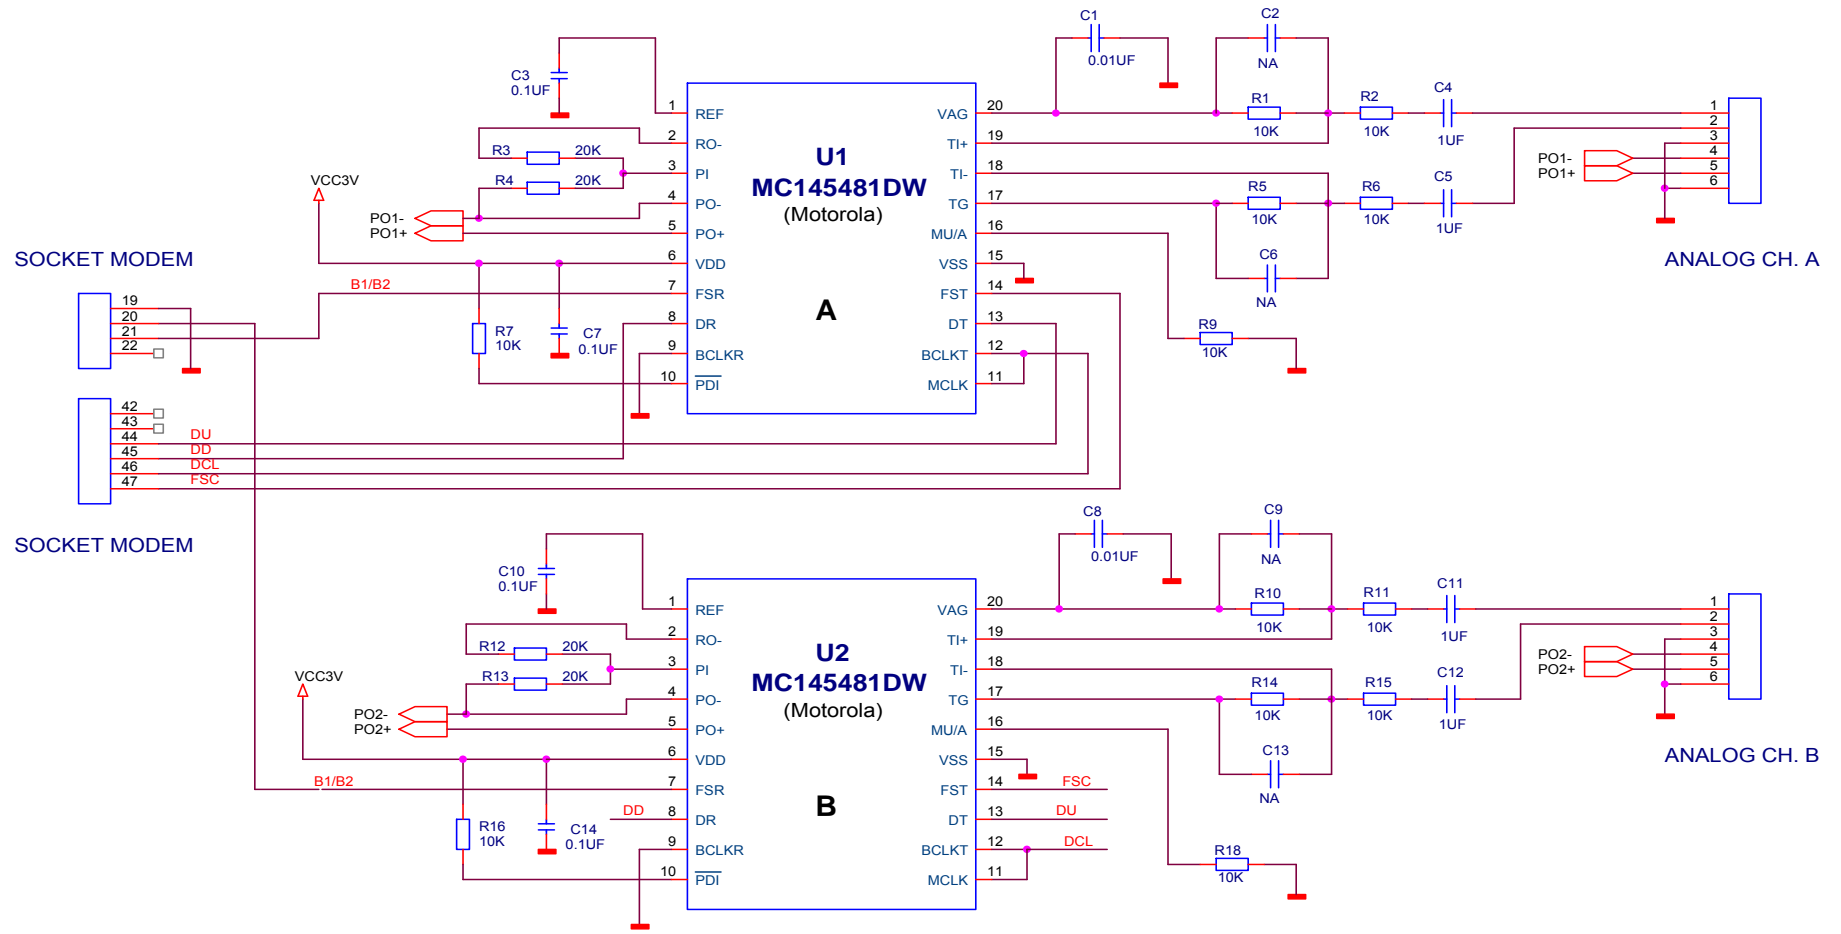 C1
0.01UF
C2
NA
C3
0.1UF
1 REF
VAG 20
R1
10K
R2
10K
C4
1UF
2 RO-
TI+ 19
R3 20K
U1
MC145481DW
(Motorola)
3 PI
TI- 18
R4 20K
4 PO-
TG 17
R5
10K
R6
10K
C5
1UF
1
2
3
4
5
6
PO1-
PO1+
VCC3V
PO1-
PO1+
5 PO+
MU/A 16
6 VDD
VSS 15
C6
NA
ANALOG CH. A
SOCKET MODEM
B1/B2
7 FSR
FST 14
A
19
20
21
22
R7
10K
C7
0.1UF
8 DR
DT 13
R9
10K
9 BCLKR
BCLKT 12
10 PDI
MCLK 11
42
43
44 DU
45 DD
46 DCL
47 FSC
SOCKET MODEM
C8
0.01UF
C9
NA
C10
0.1UF
1 REF
VAG 20
R10
10K
R11
10K
C11
1UF
2 RO-
TI+ 19
R12 20K
U2
MC145481DW
(Motorola)
3 PI
TI- 18
R13 20K
4 PO-
TG 17
R14
10K
R15
10K
C12
1UF
1
2
3
4
5
6
PO2-
PO2+
VCC3V
PO2-
PO2+
5 PO+
MU/A 16
6 VDD
VSS 15
C13
NA
ANALOG CH. B
B1/B2
7 FSR
FST 14 FSC
B
R16
10K
C14
0.1UF
DD 8 DR
DT 13 DU
9 BCLKR
BCLKT 12 DCL
R18
10K
10 PDI
MCLK 11